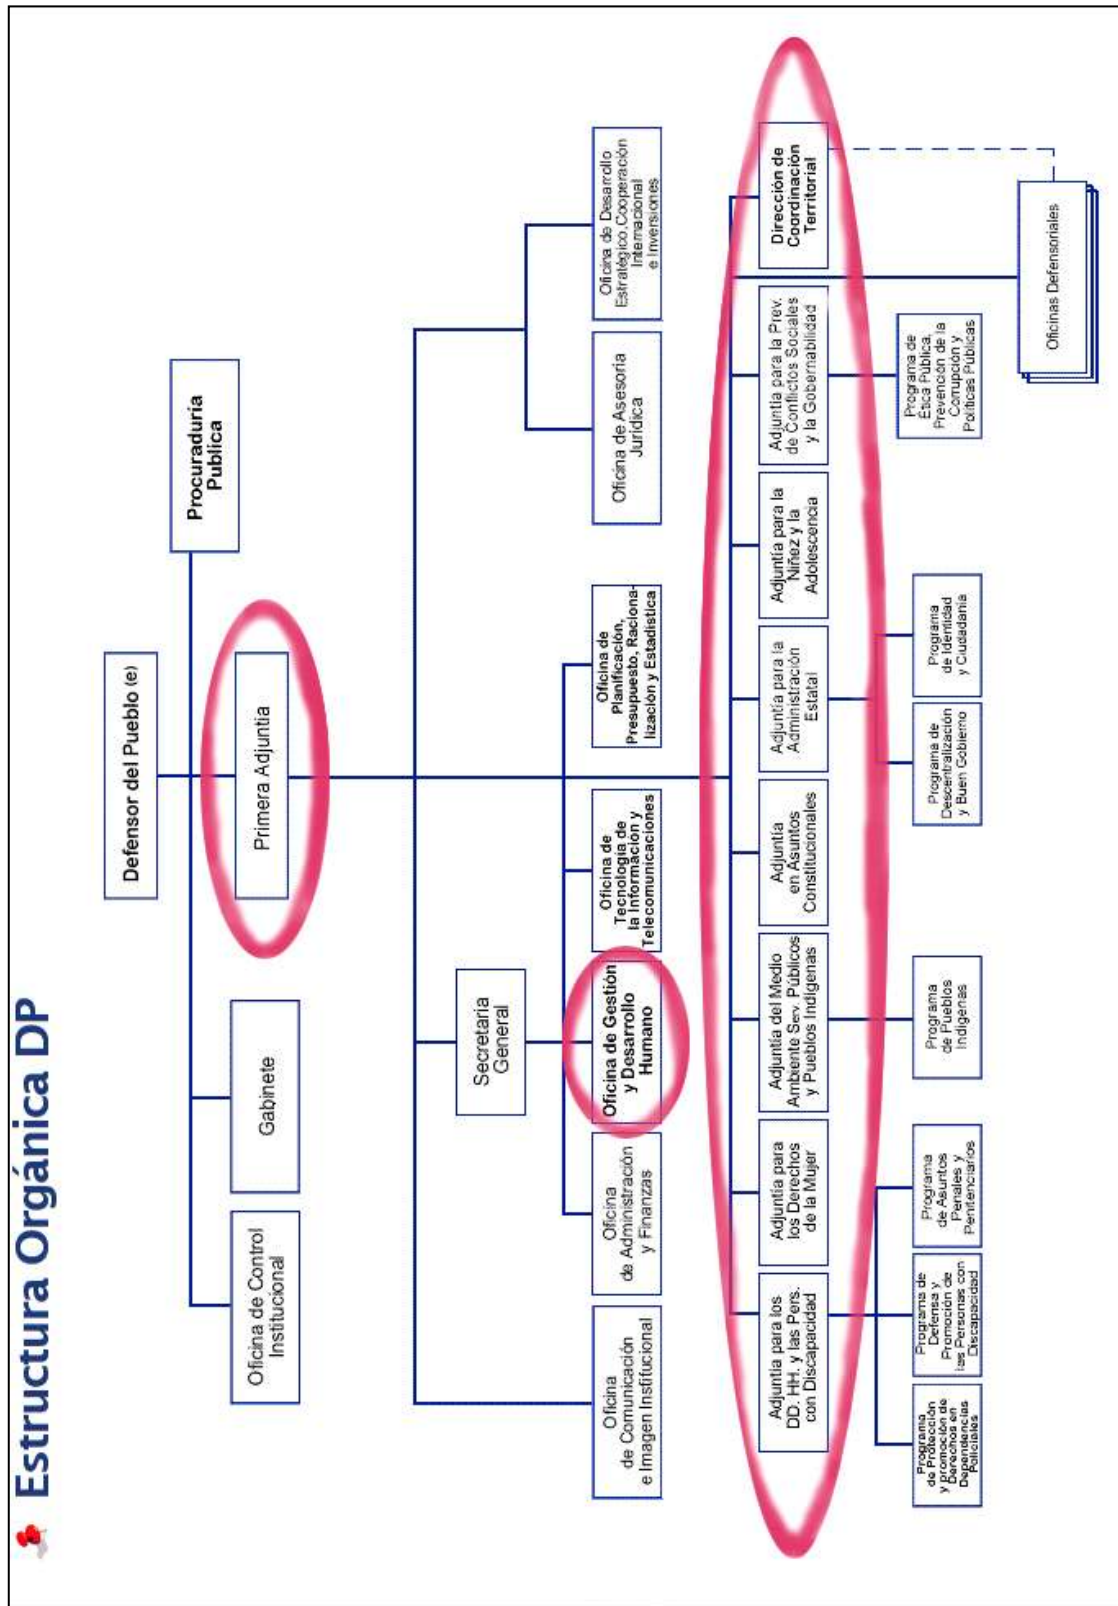 Estructura Orgánica DP
Defensor del Pueblo (e)
Procuraduría
Publica
Oficina de Control
Institucional
Gabinete
Primera Adjuntia
Secretaria
General
Oficina
de Comunicación
e Imagen Institucional
Oficina
de Administración
y Finanzas
Oficina de Gestión
y Desarrollo
Humano
Oficina de
Tecnología de
la Información y
Telecomunicaciones
Oficina de
Planificación,
Presupuesto, Raciona-
lización y Estadística
Oficina de Asesoría
Jurídica
Oficina de Desarrollo
Estratégico,Cooperación
Internacional
e Inversiones
Adjuntía para los
DD. HH. y las Pers.
con Discapacidad
Adjuntía para
los Derechos
de la Mujer
Adjuntía del Medio
Ambiente Serv. Públicos
y Pueblos Indígenas
Adjuntía
en Asuntos
Constitucionales
Adjuntía para la
Administración
Estatal
Adjuntía para la
Niñez y la
Adolescencia
Adjuntía para la Prev.
de Conflictos Sociales
y la Gobernabilidad
Dirección de
Coordinación
Territorial
Programa
de Protección
y promoción de
Derechos en
Dependencias
Policiales
Programa de
Defensa y
Promoción de
las Personas con
Discapacidad
Programa
de Asuntos
Penales y
Penitenciarios
Programa
de Pueblos
Indígenas
Programa de
Descentralización
y Buen Gobierno
Programa
de Identidad
y Ciudadanía
Programa de
Ética Pública,
Prevención de la
Corrupción y
Políticas Públicas
Oficinas Defensoriales